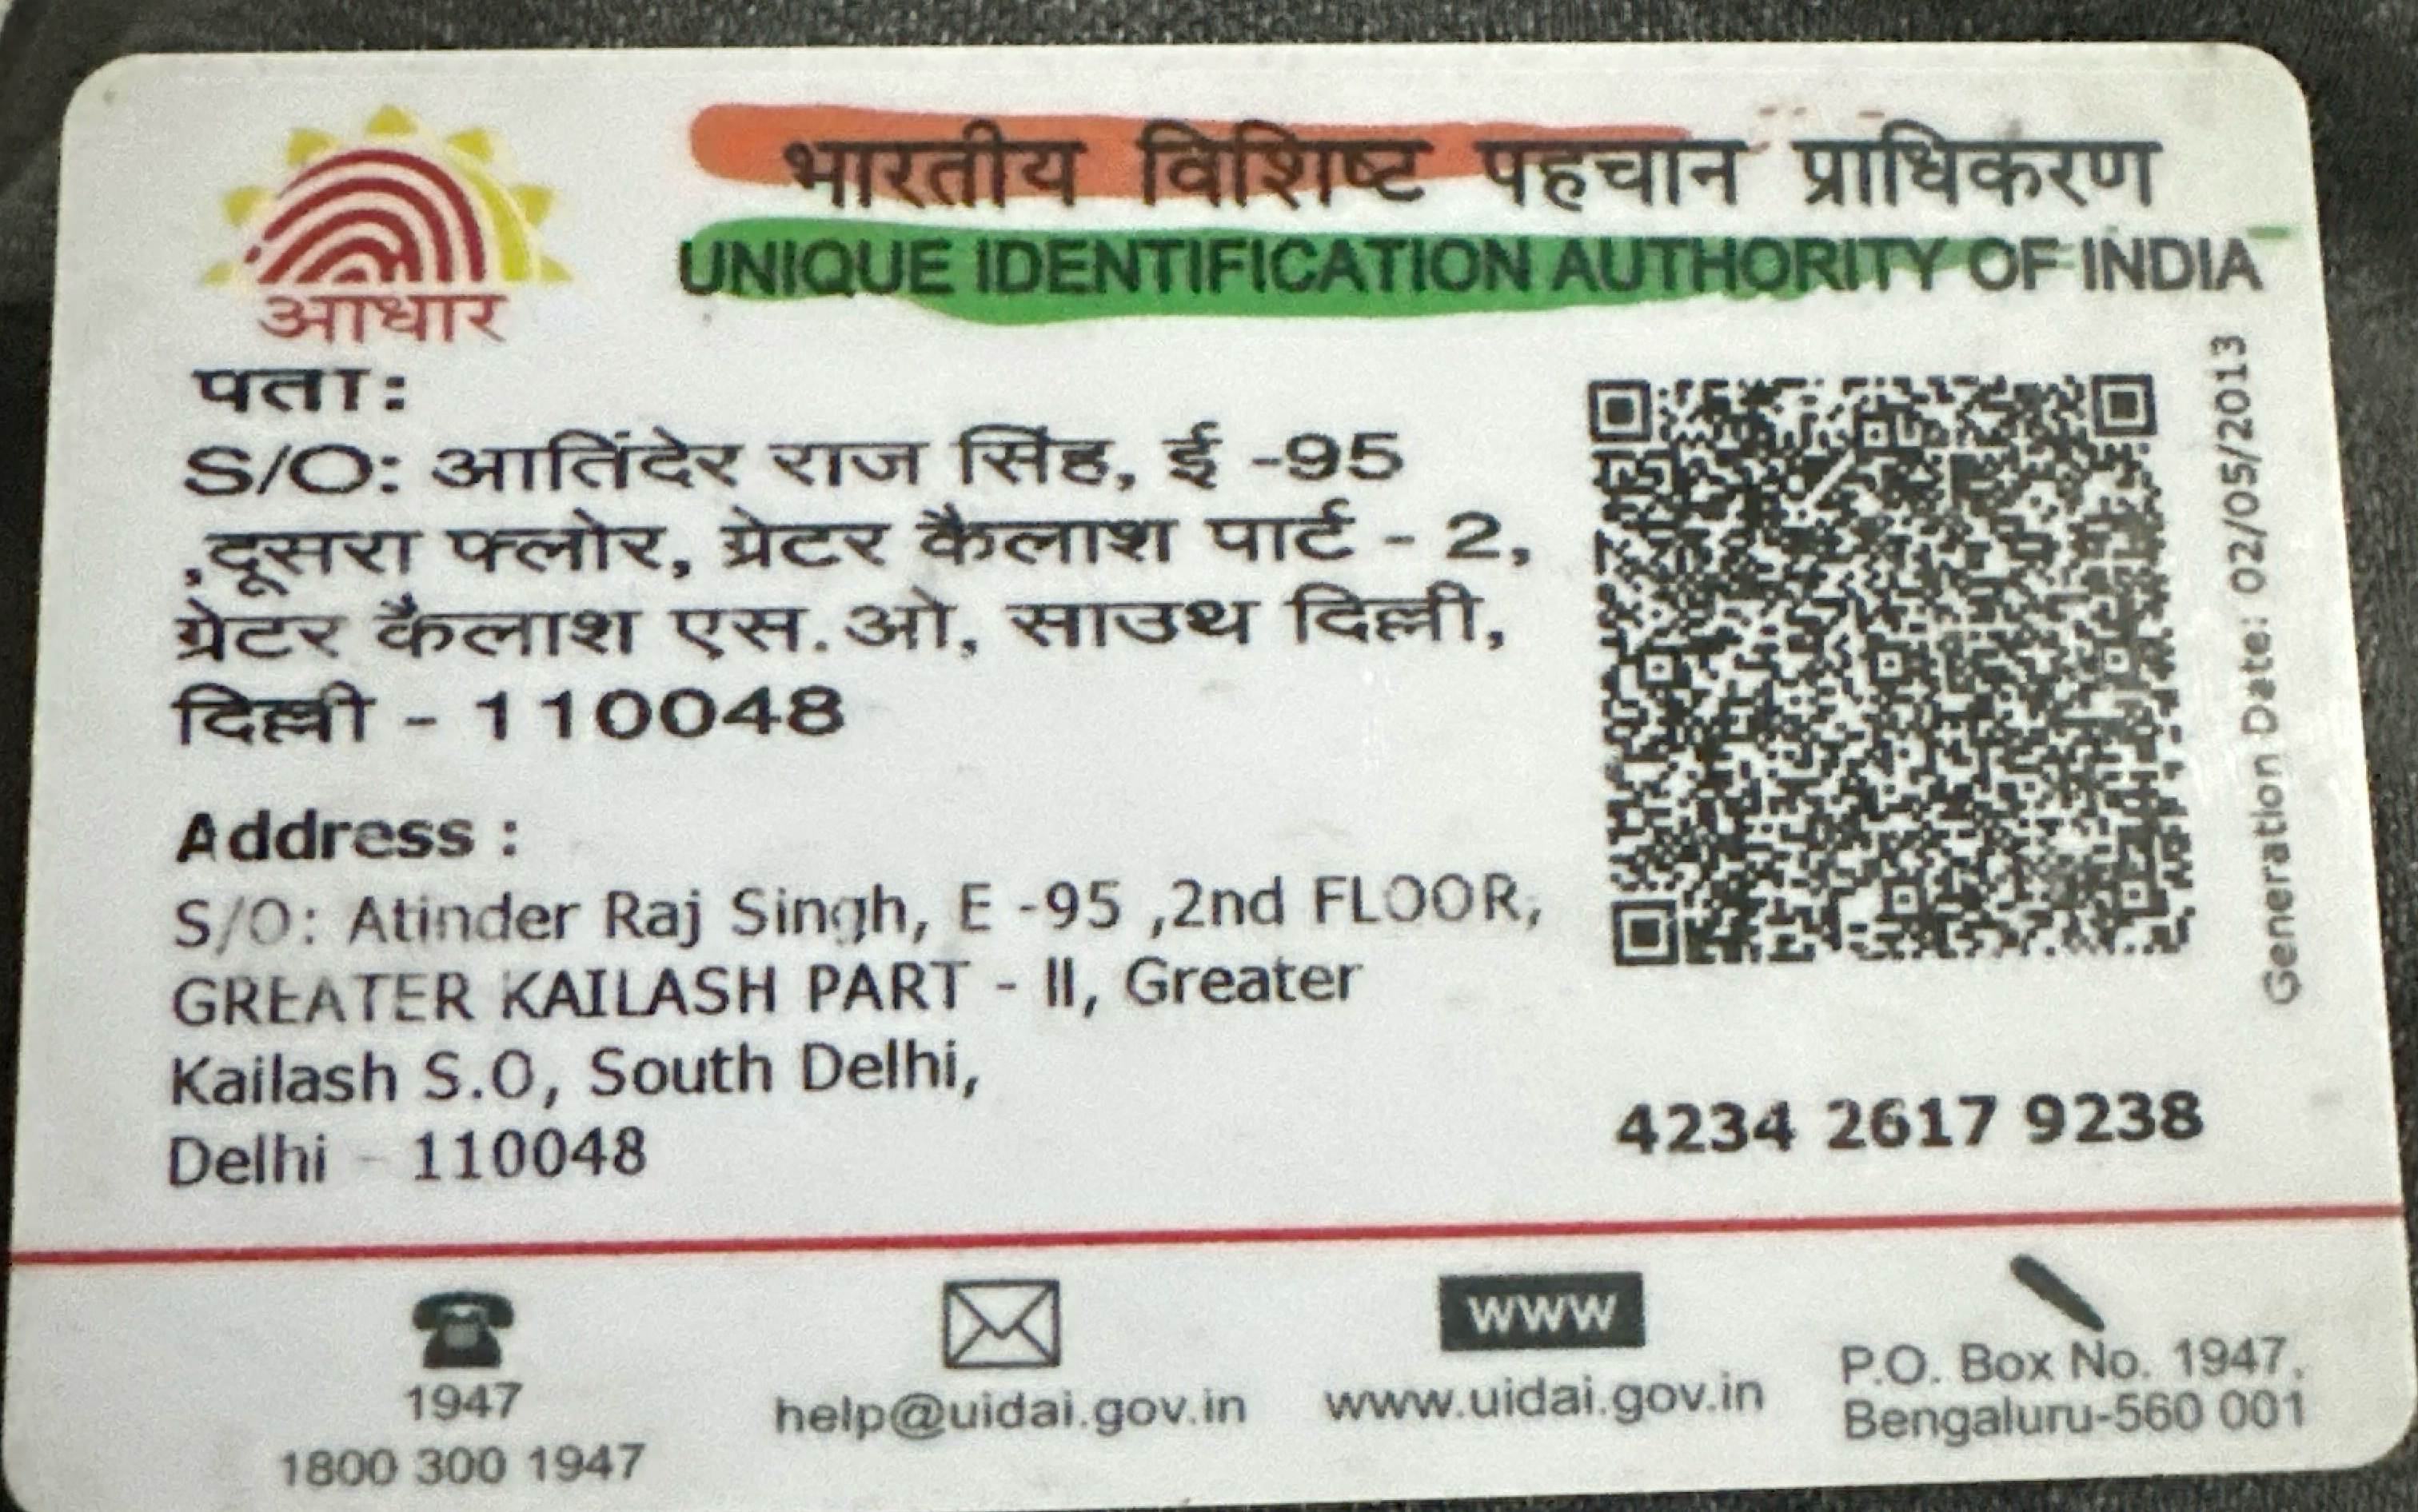 आधार
भारतीय विशिष्ट पहचान प्राधिकरण
UNIQUE IDENTIFICATION AUTHORITY OF INDIA
पता:
S/O: आतिंदेर राज सिंह, ई -95
,दूसरा फ्लोर, ग्रेटर कैलाश पार्ट - 2,
ग्रेटर कैलाश एस.ओ, साउथ दिल्ली,
दिल्ली - 110048
Address :
S/O: Atinder Raj Singh, E -95 ,2nd FLOOR,
GREATER KAILASH PART - II, Greater
Kailash S.O, South Delhi,
Delhi - 110048
Generation Date: 02/05/2013
4234 2617 9238
1947
1800 300 1947
help@uidai.gov.in
www
www.uidai.gov.in
P.O. Box No. 1947,
Bengaluru-560 001